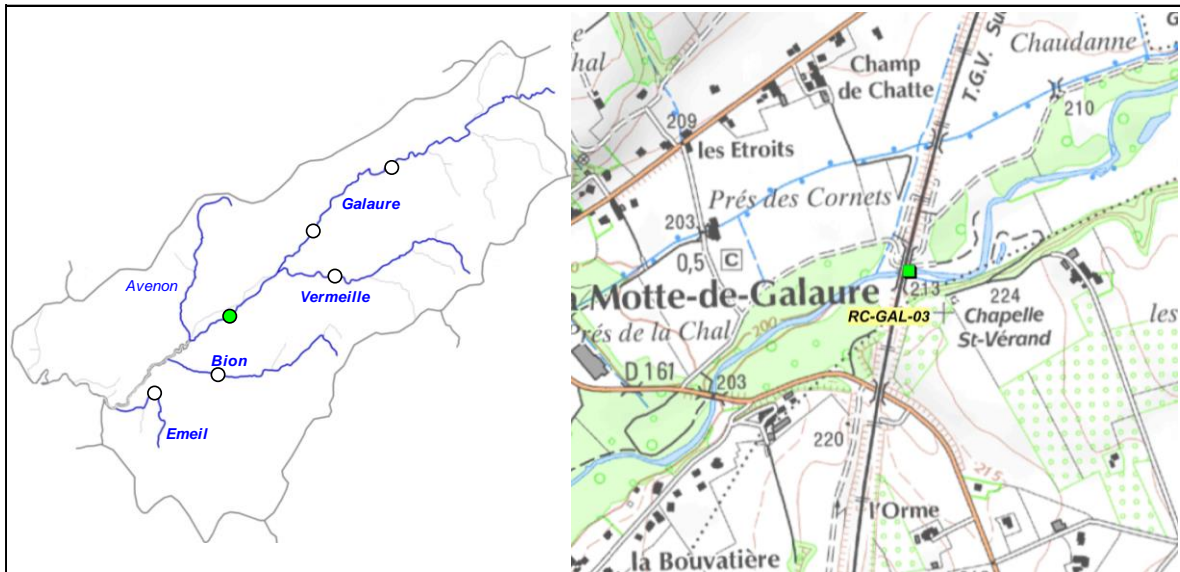 Galaure
Avenon
Vermeille
Bion
Emeil
Chaudanne
T.G.V. Su
Champ
de Chatte
210
209
les Etroits
Prés des Cornets
203
0,5 C
Motte-de-Galaure
213
RC-GAL-03
224
Chapelle
St-Vérand
les
Prés de la Chal
200
D 161
203
220
215
l'Orme
la Bouvatière